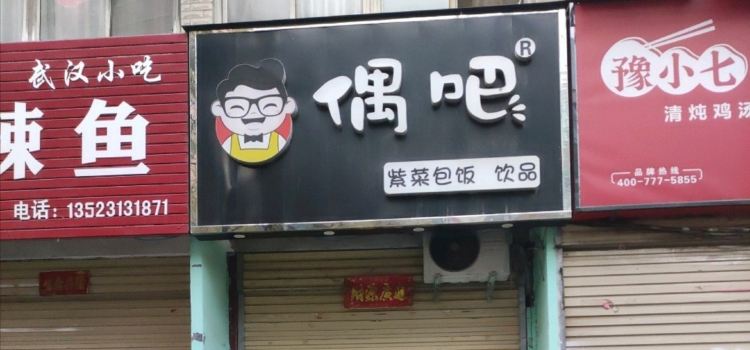 武汉小吃
辣鱼
电话：13523131871
偶吧®
紫菜包饭 饮品
豫小七
清炖鸡汤
品牌热线
400-777-5855